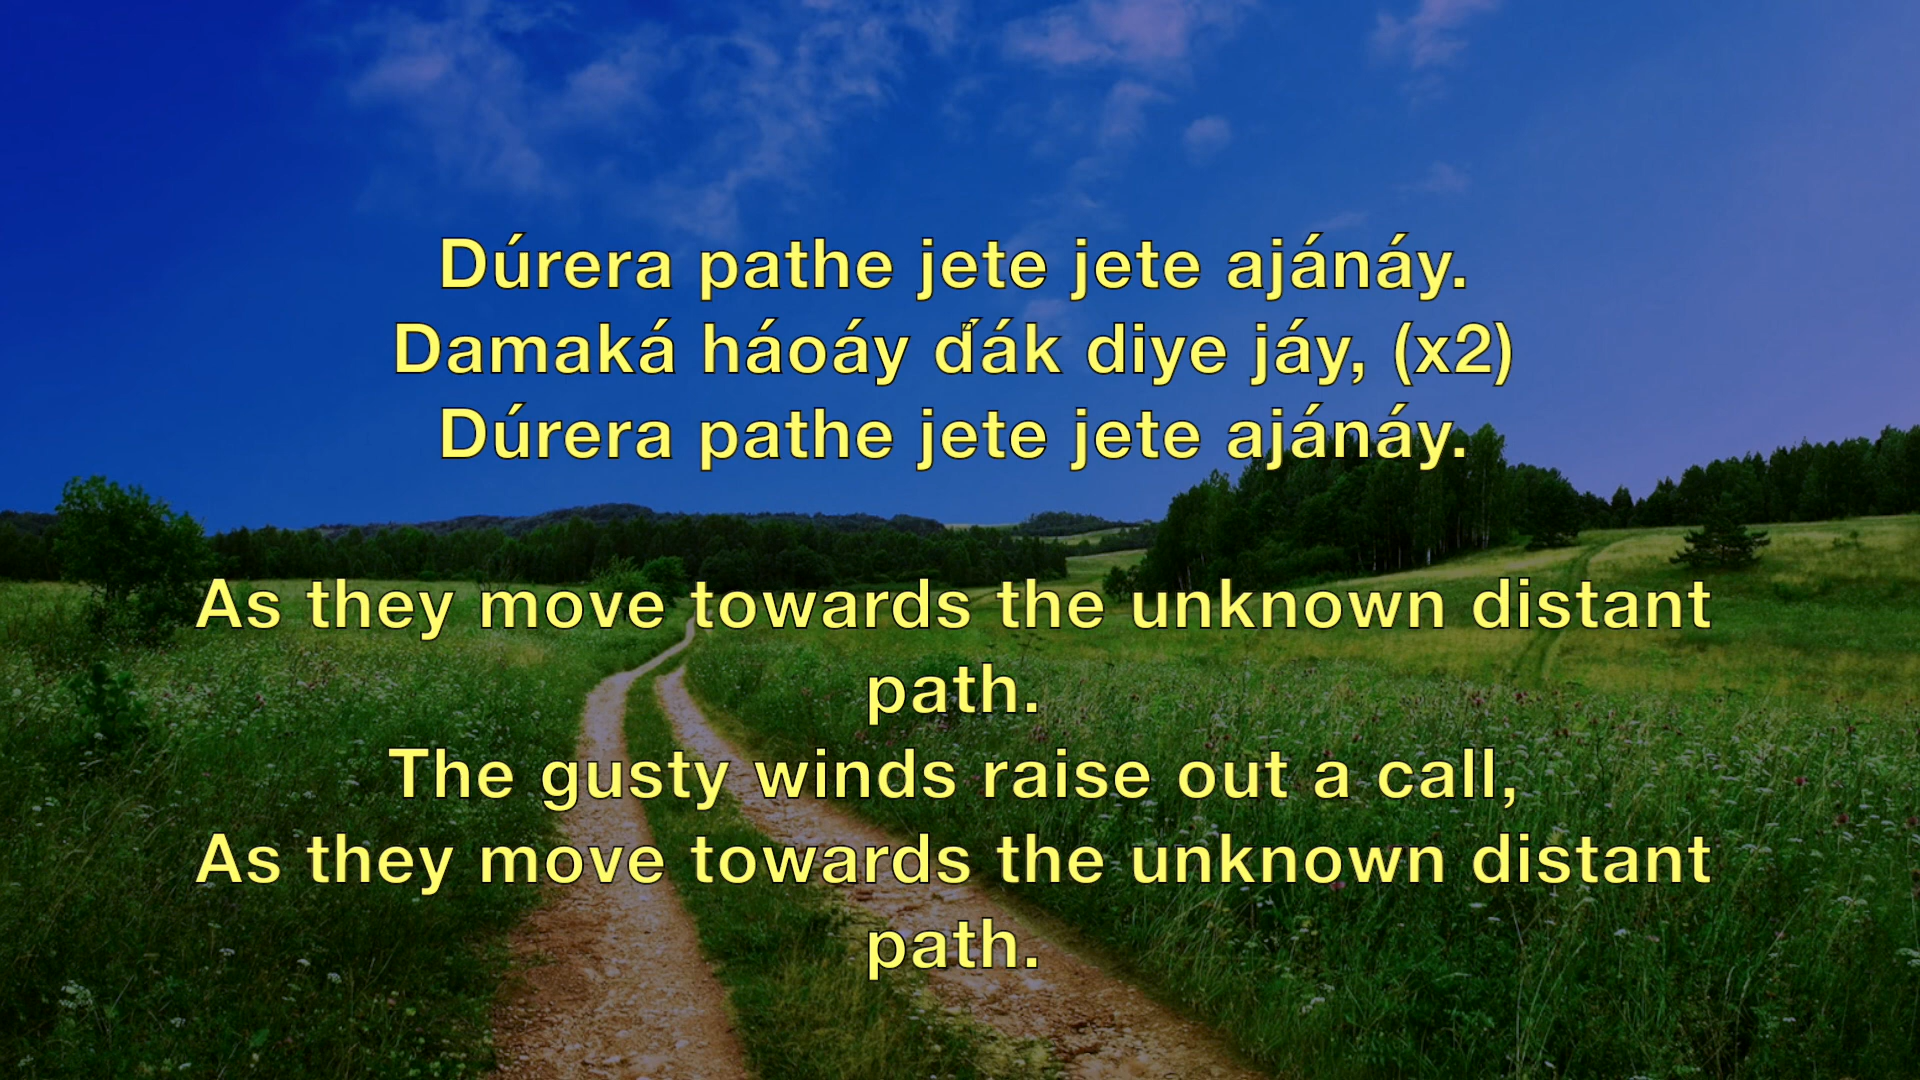 Dúrera pathe jete jete ajánáy.
Damaká háoáy d́ák diye jáy, (x2)
Dúrera pathe jete jete ajánáy.
As they move towards the unknown distant
path.
The gusty winds raise out a call,
As they move towards the unknown distant
path.